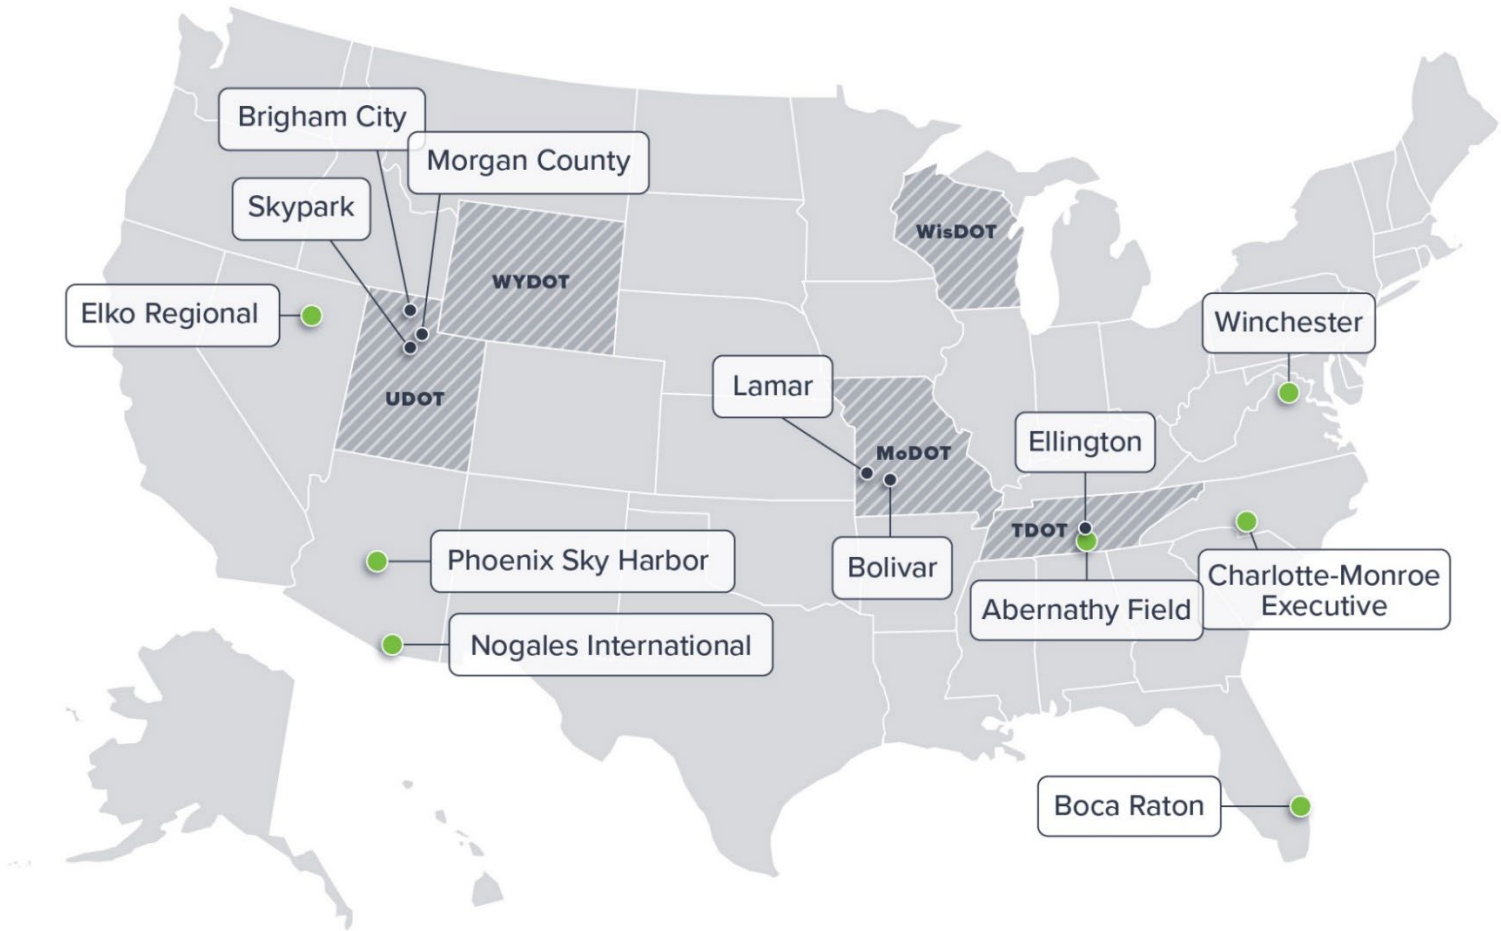 Brigham City
Morgan County
Skypark
WisDOT
WYDOT
Elko Regional
Winchester
Lamar
UDOT
Ellington
MoDOT
TDOT
Phoenix Sky Harbor
Bolivar
Charlotte-Monroe
Executive
Abernathy Field
Nogales International
Boca Raton